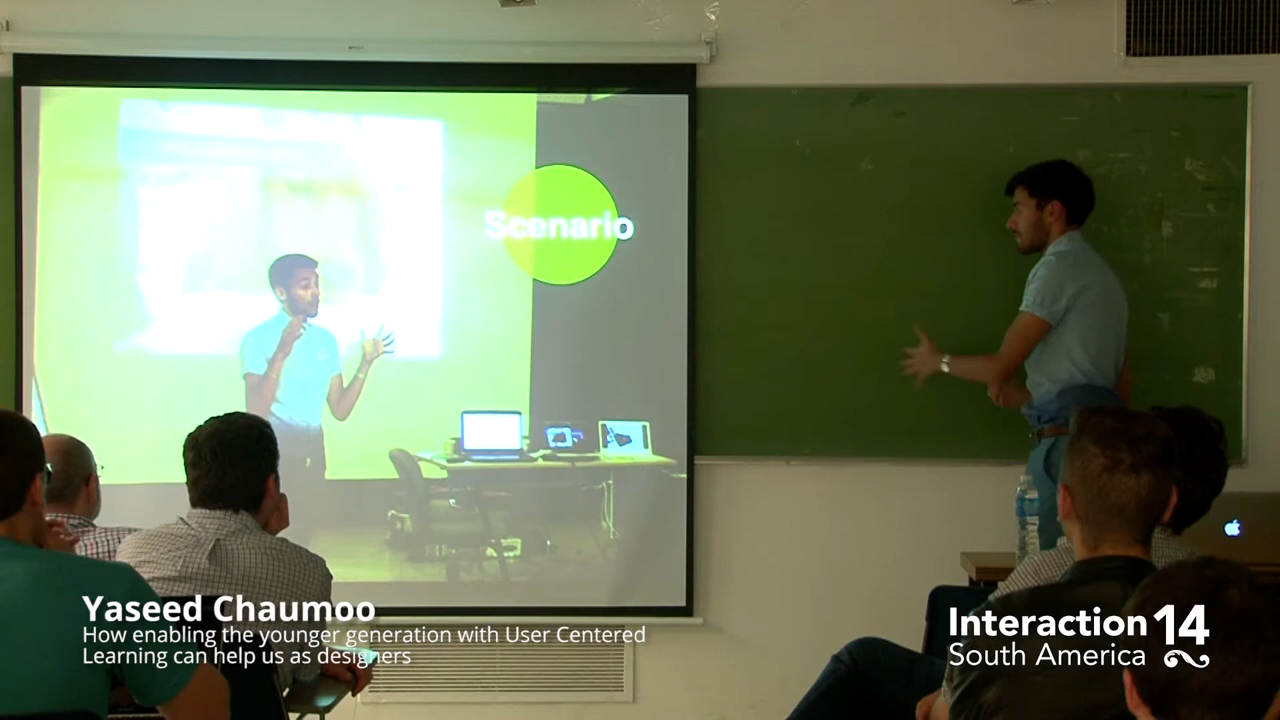 Scenario
Yaseed Chaumoo
How enabling the younger generation with User Centered
Learning can help us as designers
Interaction 14
South America